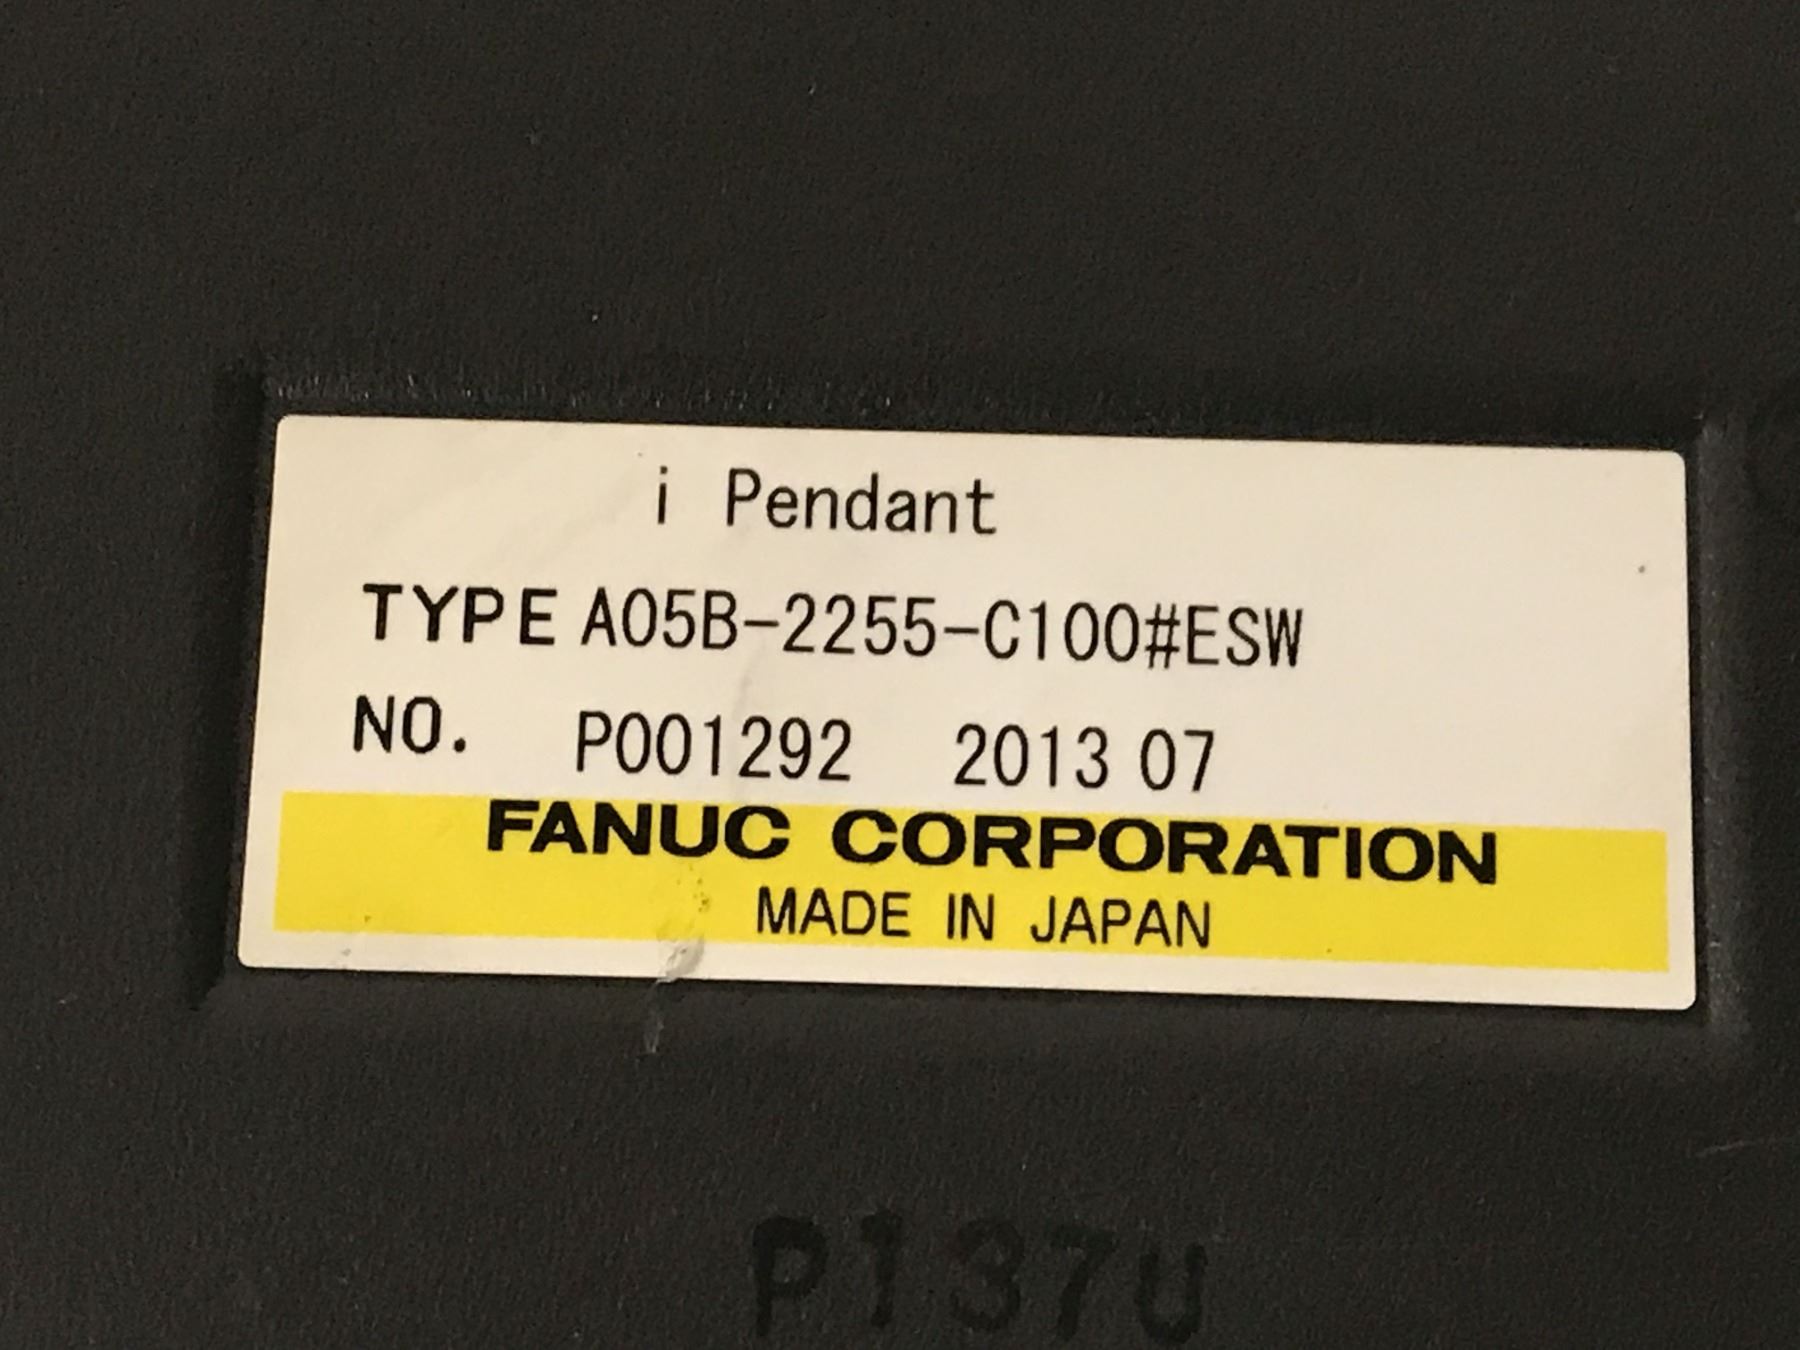 i Pendant
TYPE A05B-2255-C100#ESW
NO. P001292 2013 07
FANUC CORPORATION
MADE IN JAPAN
P137U